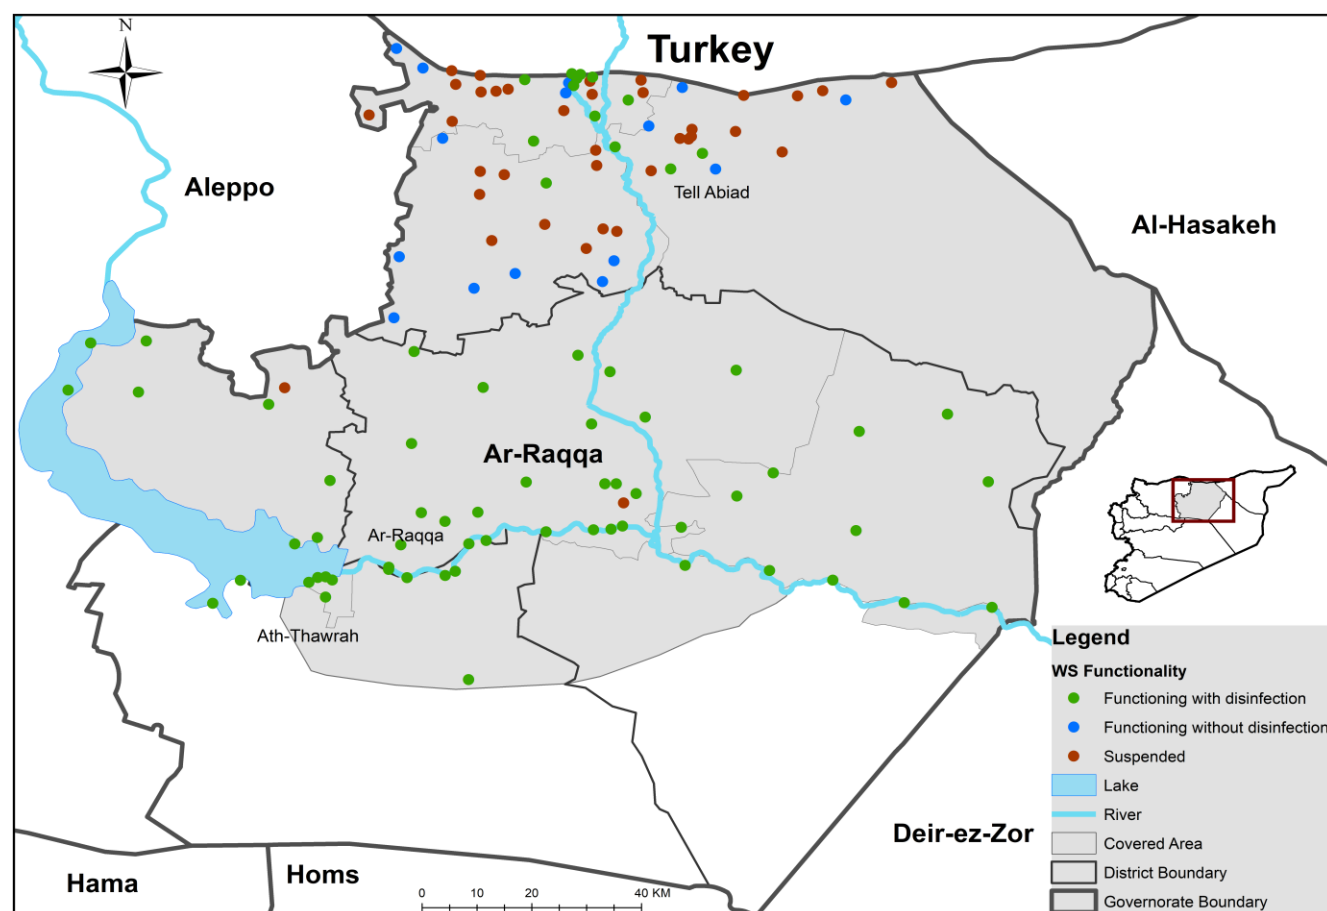 N
Turkey
Aleppo
Tell Abiad
Al-Hasakeh
Ar-Raqqa
Ar-Raqqa
Ath-Thawrah
Deir-ez-Zor
Hama
Homs
0 10 20 40 KM
Legend
WS Functionality
Functioning with disinfection
Functioning without disinfection
Suspended
Lake
River
Covered Area
District Boundary
Governorate Boundary